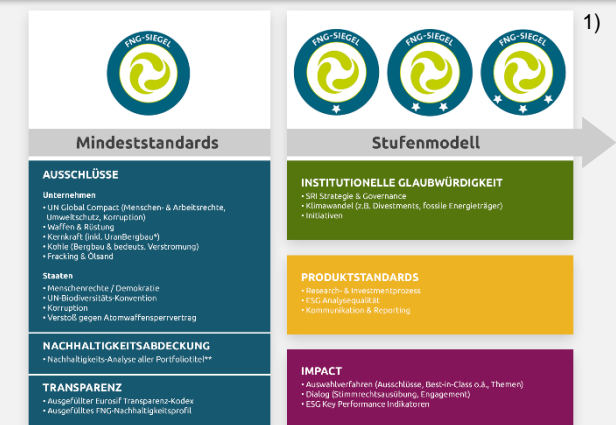 1)
FNG-SIEGEL
FNG-SIEGEL
FNG-SIEGEL
FNG-SIEGEL
Mindeststandards
Stufenmodell
AUSSCHLÜSSE
Unternehmen
• UN Global Compact (Menschen- & Arbeitsrechte,
Umweltschutz, Korruption)
• Waffen & Rüstung
• Kernkraft (inkl. UranBergbau*)
• Kohle (Bergbau & bedeuts. Verstromung)
• Fracking & Ölsand
Staaten
• Menschenrechte / Demokratie
• UN-Biodiversitäts-Konvention
• Korruption
• Verstoß gegen Atomwaffensperrvertrag
NACHHALTIGKEITSABDECKUNG
• Nachhaltigkeits-Analyse aller Portfoliotitel**
TRANSPARENZ
• Ausgefüllter Eurosif Transparenz-Kodex
• Ausgefülltes FNG-Nachhaltigkeitsprofil
INSTITUTIONELLE GLAUBWÜRDIGKEIT
• SRI Strategie & Governance
• Klimawandel (z.B. Divestments, fossile Energieträger)
• Initiativen
PRODUKTSTANDARDS
• Research- & Investmentprozess
• ESG Analysequalität
• Kommunikation & Reporting
IMPACT
• Auswahlverfahren (Ausschlüsse, Best-in-Class o.ä., Themen)
• Dialog (Stimmrechtsausübung, Engagement)
• ESG Key Performance Indikatoren